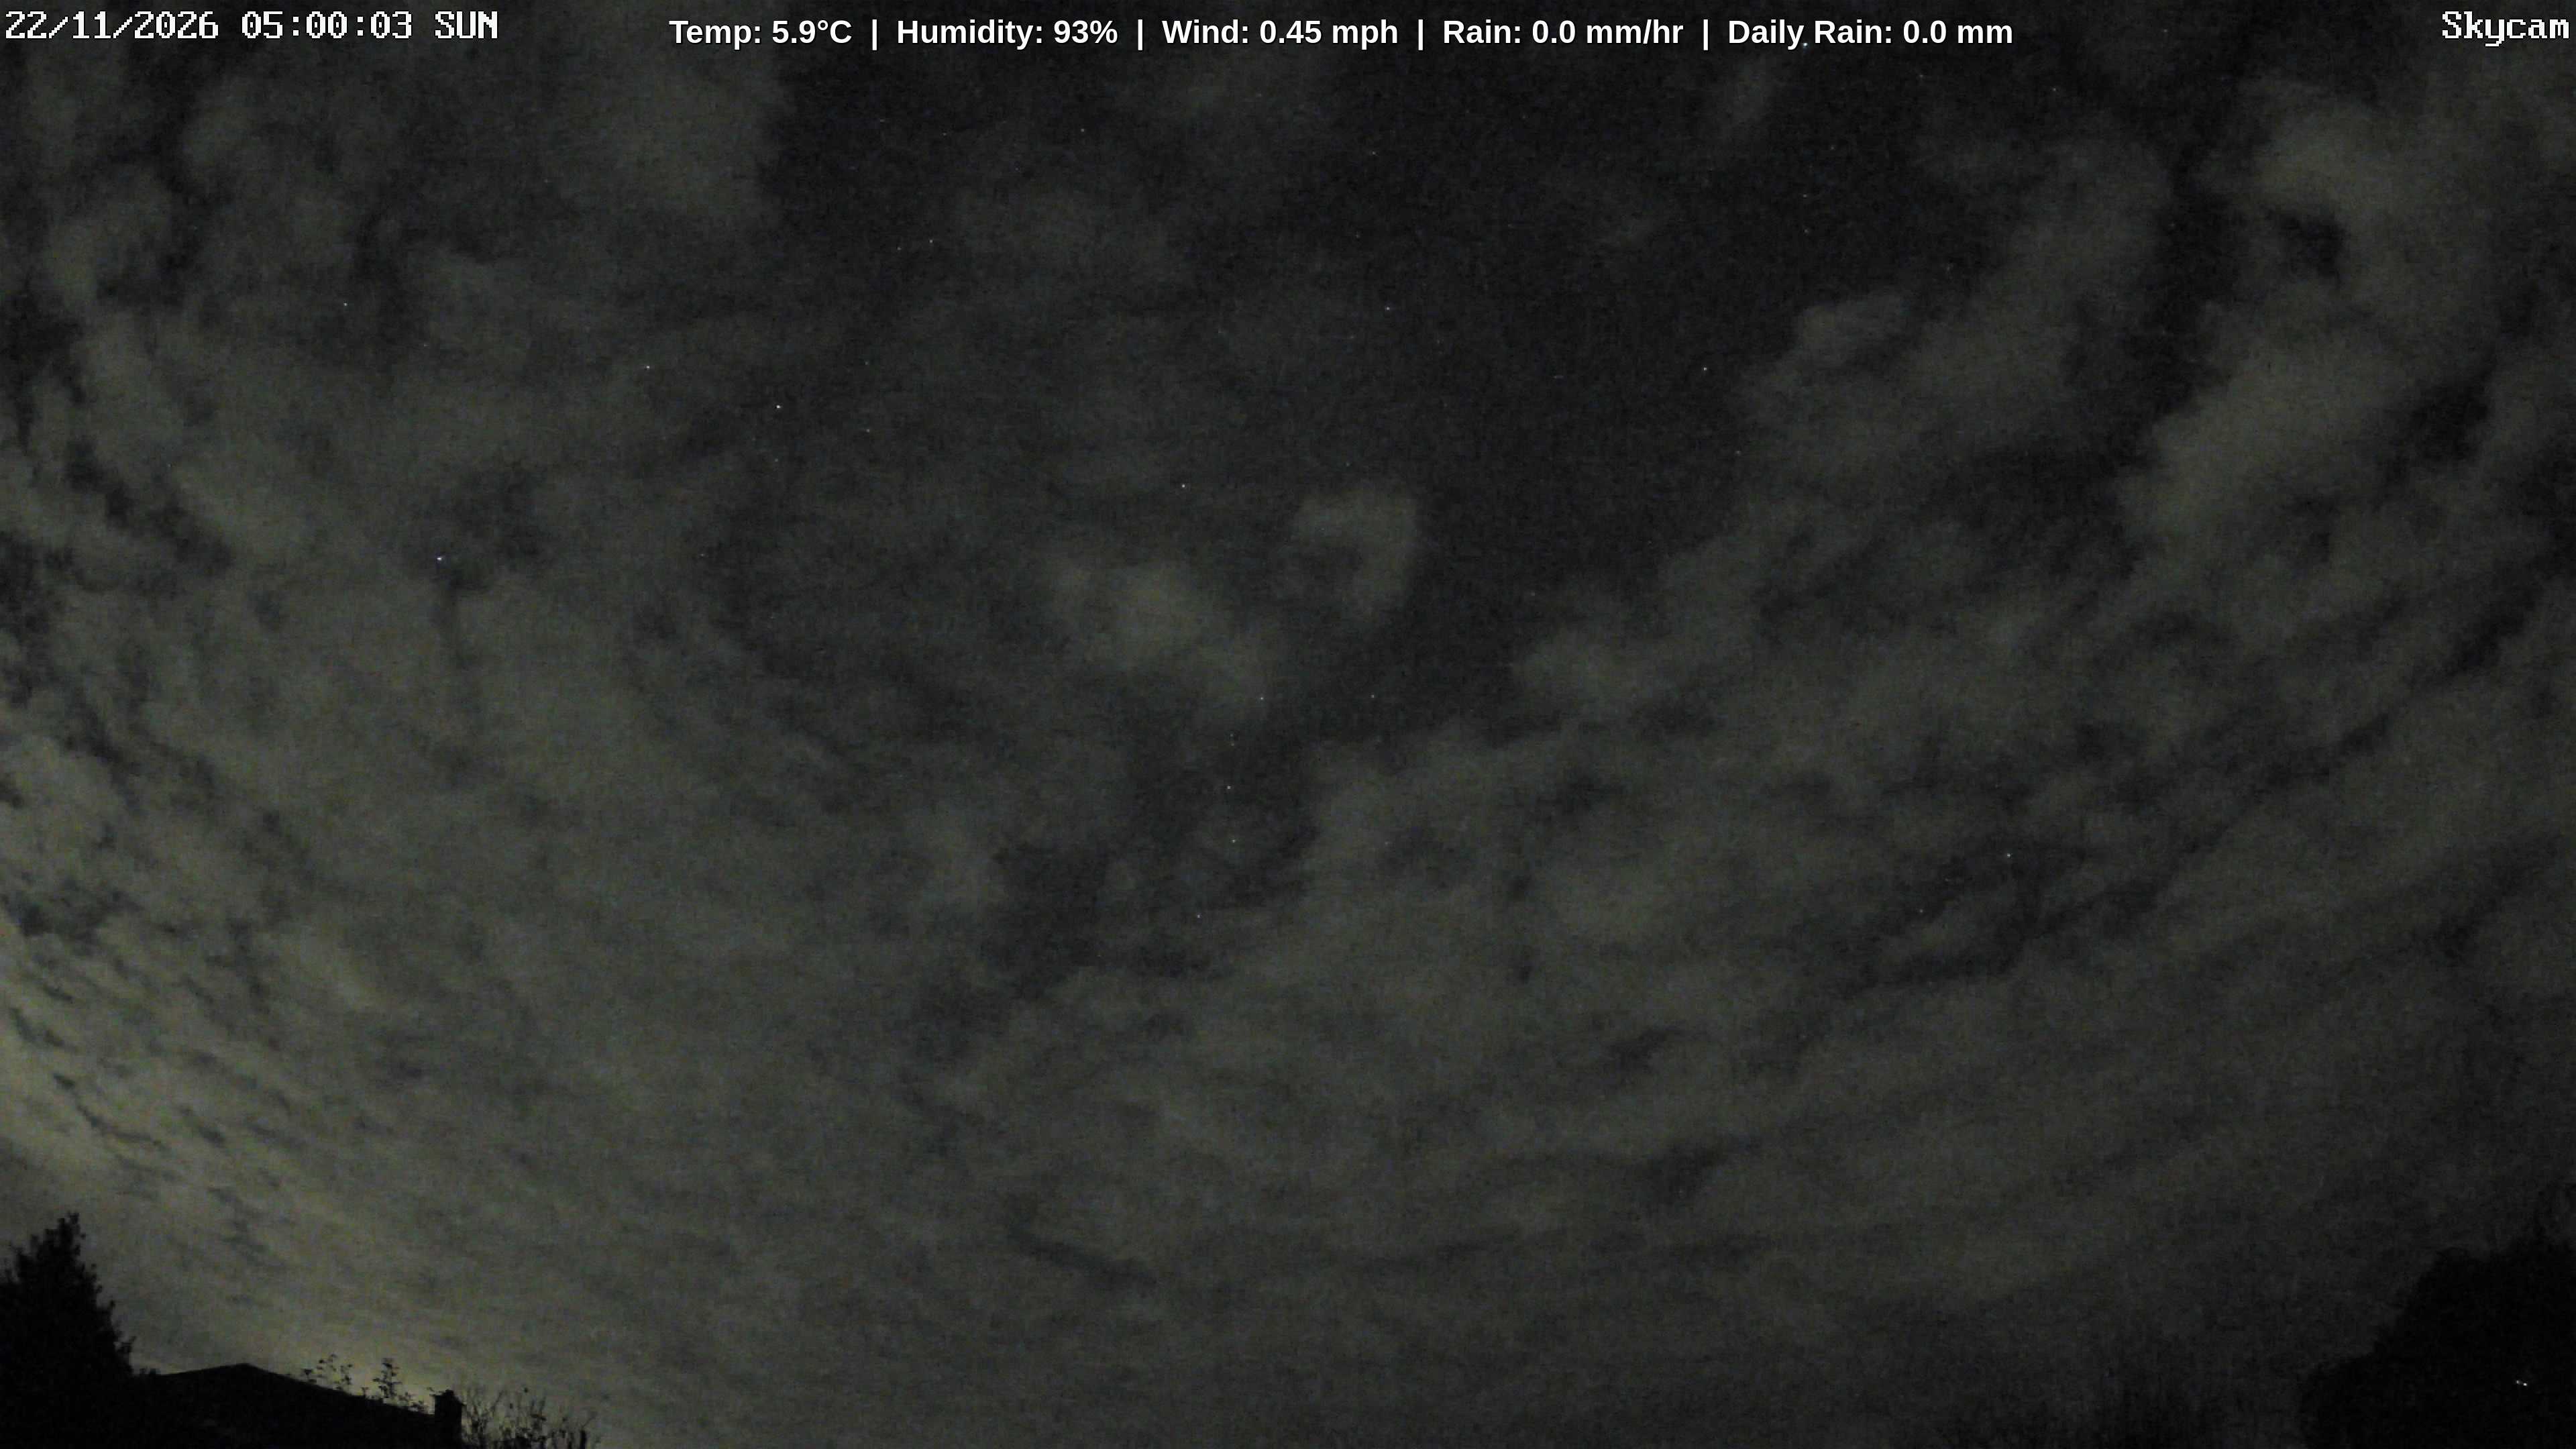 22/11/2026 05:00:03 SUN
Temp: 5.9°C | Humidity: 93% | Wind: 0.45 mph | Rain: 0.0 mm/hr | Daily Rain: 0.0 mm
Skycam